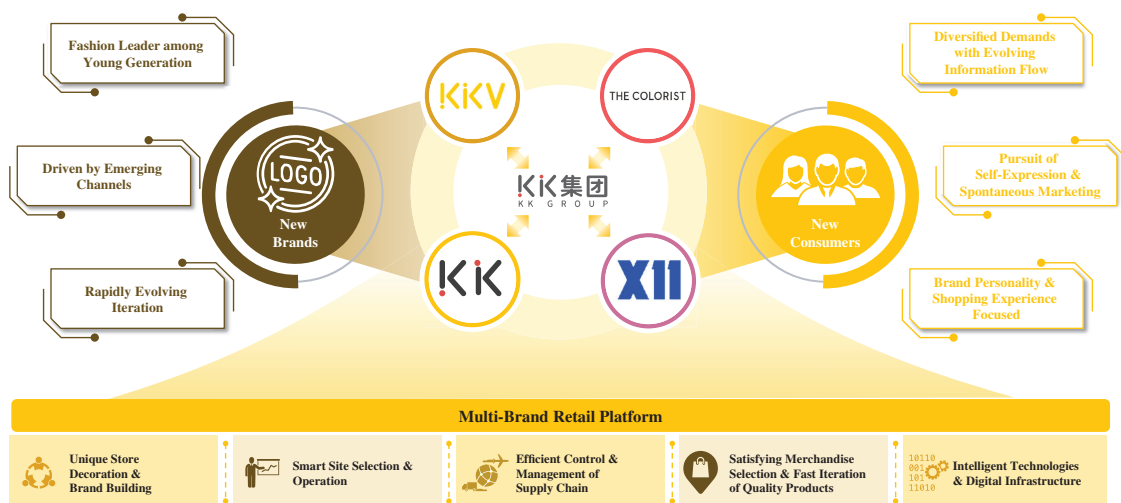 Fashion Leader among
Young Generation
Driven by Emerging
Channels
Rapidly Evolving
Iteration
LOGO
New
Brands
KKV
THE COLORIST
KK集团
KK GROUP
KK
X11
New
Consumers
Diversified Demands
with Evolving
Information Flow
Pursuit of
Self-Expression &
Spontaneous Marketing
Brand Personality &
Shopping Experience
Focused
Multi-Brand Retail Platform
Unique Store
Decoration &
Brand Building
Smart Site Selection &
Operation
Efficient Control &
Management of
Supply Chain
Satisfying Merchandise
Selection & Fast Iteration
of Quality Products
10110
001
101
11010
Intelligent Technologies
& Digital Infrastructure